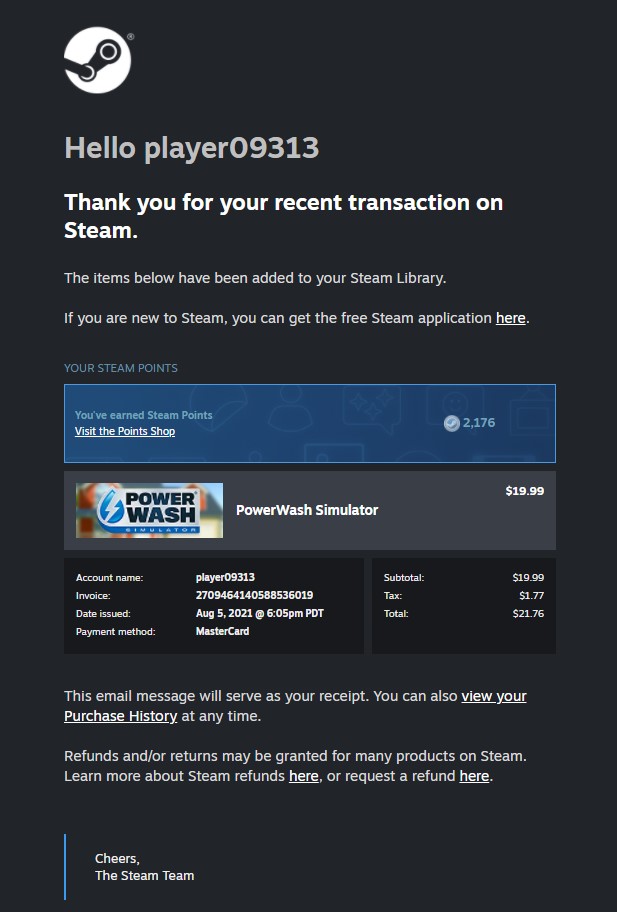 ®
Hello player09313
Thank you for your recent transaction on
Steam.
The items below have been added to your Steam Library.
If you are new to Steam, you can get the free Steam application here.
YOUR STEAM POINTS
You've earned Steam Points
Visit the Points Shop
2,176
POWER
WASH
SIMULATOR
PowerWash Simulator
$19.99
Account name: player09313
Invoice: 2709464140588536019
Date issued: Aug 5, 2021 @ 6:05pm PDT
Payment method: MasterCard
Subtotal: $19.99
Tax: $1.77
Total: $21.76
This email message will serve as your receipt. You can also view your
Purchase History at any time.
Refunds and/or returns may be granted for many products on Steam.
Learn more about Steam refunds here, or request a refund here.
Cheers,
The Steam Team